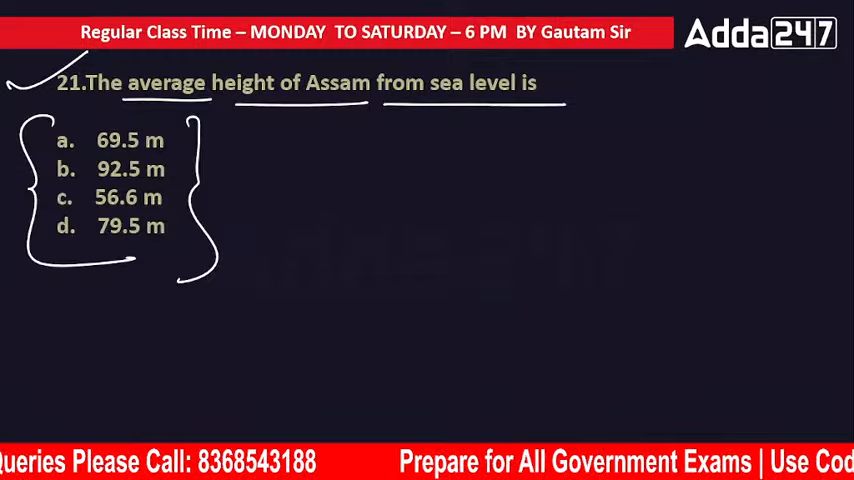 Regular Class Time – MONDAY TO SATURDAY – 6 PM BY Gautam Sir
Adda247
21.The average height of Assam from sea level is
a. 69.5 m
b. 92.5 m
c. 56.6 m
d. 79.5 m
Queries Please Call: 8368543188 Prepare for All Government Exams | Use Cod